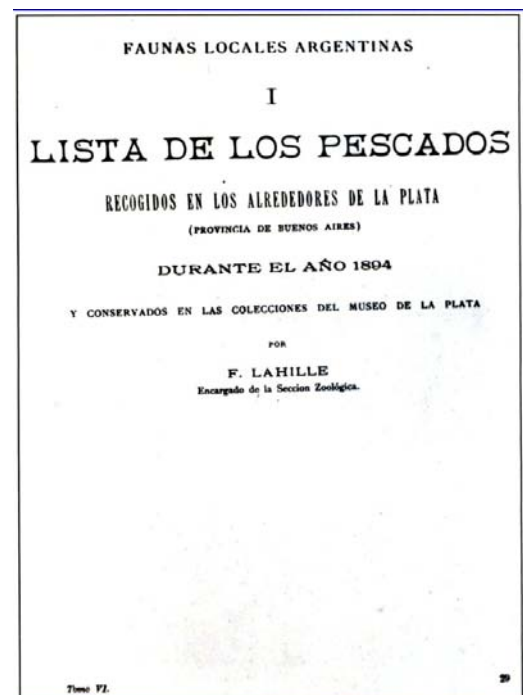 FAUNAS LOCALES ARGENTINAS
I
LISTA DE LOS PESCADOS
RECOGIDOS EN LOS ALREDEDORES DE LA PLATA
(PROVINCIA DE BUENOS AIRES)
DURANTE EL AÑO 1894
Y CONSERVADOS EN LAS COLECCIONES DEL MUSEO DE LA PLATA
POR
F. LAHILLE
Encargado de la Seccion Zoológica.
Tomo VI. 29